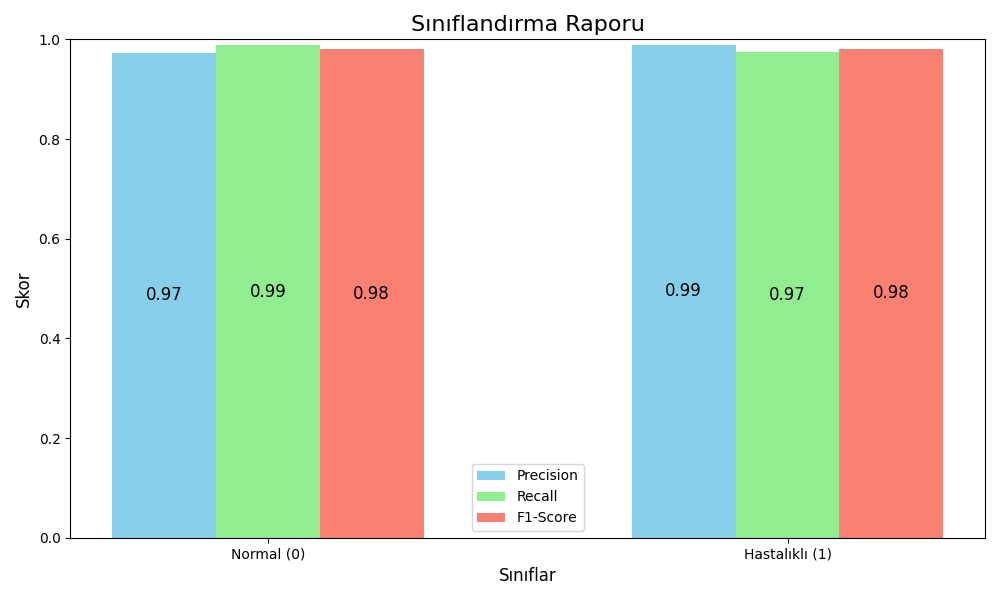 Sınıflandırma Raporu
1.0
0.8
0.6
0.4
0.2
0.0
Skor
0.97
0.99
0.98
0.99
0.97
0.98
Precision
Recall
F1-Score
Normal (0)
Hastalıklı (1)
Sınıflar